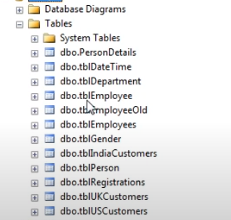 Database Diagrams
Tables
System Tables
dbo.PersonDetails
dbo.tblDateTime
dbo.tblDepartment
dbo.tblEmployee
dbo.tblEmployeeOld
dbo.tblEmployees
dbo.tblGender
dbo.tblIndiaCustomers
dbo.tblPerson
dbo.tblRegistrations
dbo.tblUKCustomers
dbo.tblUSCustomers